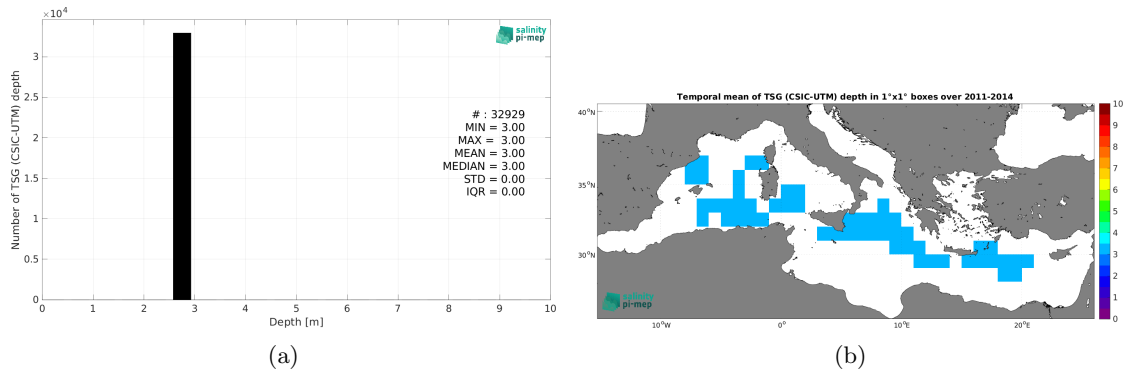 ×10⁴
3
2.5
2
1.5
1
0.5
0
Number of TSG (CSIC-UTM) depth
salinity
pi-mep
# : 32929
MIN = 3.00
MAX = 3.00
MEAN = 3.00
MEDIAN = 3.00
STD = 0.00
IQR = 0.00
0 1 2 3 4 5 6 7 8 9 10
Depth [m]
(a)
Temporal mean of TSG (CSIC-UTM) depth in 1°x1° boxes over 2011-2014
40°N
35°N
30°N
salinity
pi-mep
10°W 0° 10°E 20°E
10
9
8
7
6
5
4
3
2
1
0
(b)